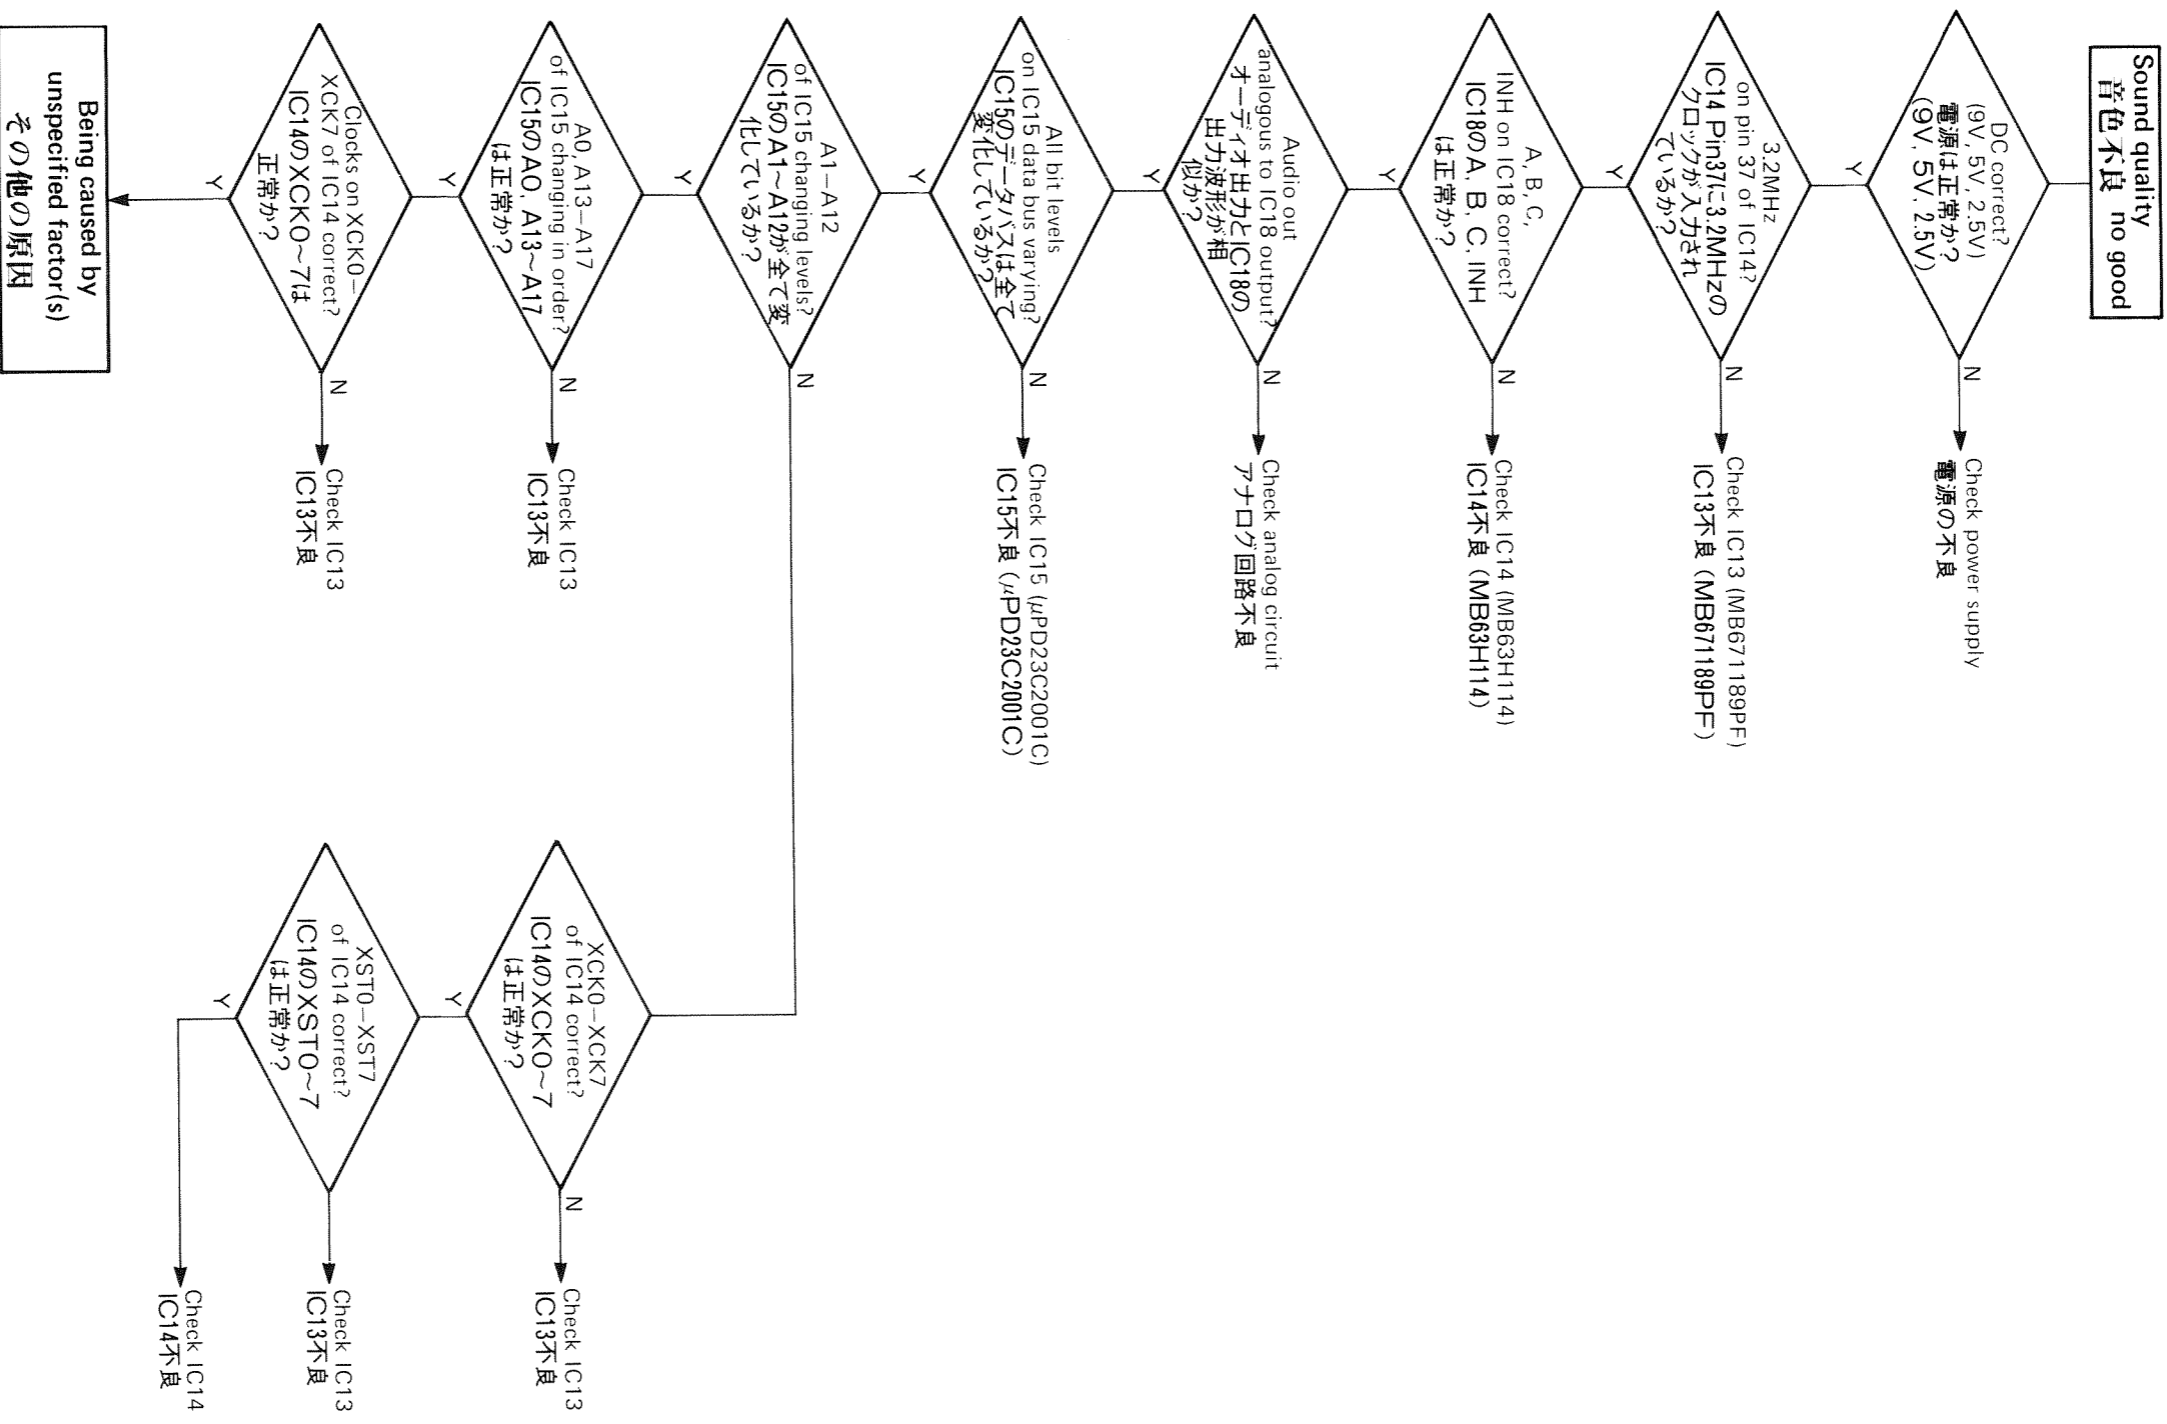 Sound quality
音色不良 no good
DC correct?
(9V, 5V, 2.5V)
電源は正常か?
(9V, 5V, 2.5V)
N
Check power supply
電源の不良
Y
3.2MHz
on pin 37 of IC14?
IC14 Pin37に3.2MHzの
クロックが入力され
ているか?
N
Check IC13 (MB671189PF)
IC13不良 (MB671189PF)
Y
A, B, C,
INH on IC18 correct?
IC18のA, B, C, INH
は正常か?
N
Check IC14 (MB63H114)
IC14不良 (MB63H114)
Y
Audio out
analogous to IC18 output?
オーディオ出力とIC18の
出力波形が相
似か?
N
Check analog circuit
アナログ回路不良
Y
All bit levels
on IC15 data bus varying?
IC15のデータバスは全て
変化しているか?
N
Check IC15 (μPD23C2001C)
IC15不良 (μPD23C2001C)
Y
A1–A12
of IC15 changing levels?
IC15のA1~A12が全て変
化しているか?
N
Y
A0, A13–A17
of IC15 changing in order?
IC15のA0, A13~A17
は正常か?
N
Check IC13
IC13不良
Y
Clocks on XCK0–
XCK7 of IC14 correct?
IC14のXCK0~7は
正常か?
N
Check IC13
IC13不良
Y
Being caused by
unspecified factor(s)
その他の原因
XCK0–XCK7
of IC14 correct?
IC14のXCK0~7
は正常か?
N
Check IC13
IC13不良
Y
XST0–XST7
of IC14 correct?
IC14のXST0~7
は正常か?
Check IC13
IC13不良
Y
Check IC14
IC14不良